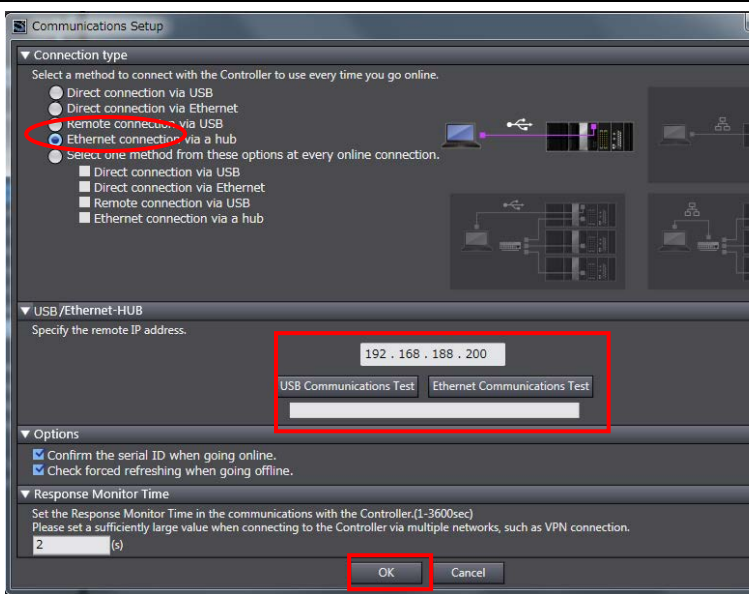 Communications Setup
▼ Connection type
Select a method to connect with the Controller to use every time you go online.
Direct connection via USB
Direct connection via Ethernet
Remote connection via USB
Ethernet connection via a hub
Select one method from these options at every online connection.
Direct connection via USB
Direct connection via Ethernet
Remote connection via USB
Ethernet connection via a hub
▼ USB/Ethernet-HUB
Specify the remote IP address.
192 . 168 . 188 . 200
USB Communications Test Ethernet Communications Test
▼ Options
Confirm the serial ID when going online.
Check forced refreshing when going offline.
▼ Response Monitor Time
Set the Response Monitor Time in the communications with the Controller.(1-3600sec)
Please set a sufficiently large value when connecting to the Controller via multiple networks, such as VPN connection.
2 (s)
OK Cancel